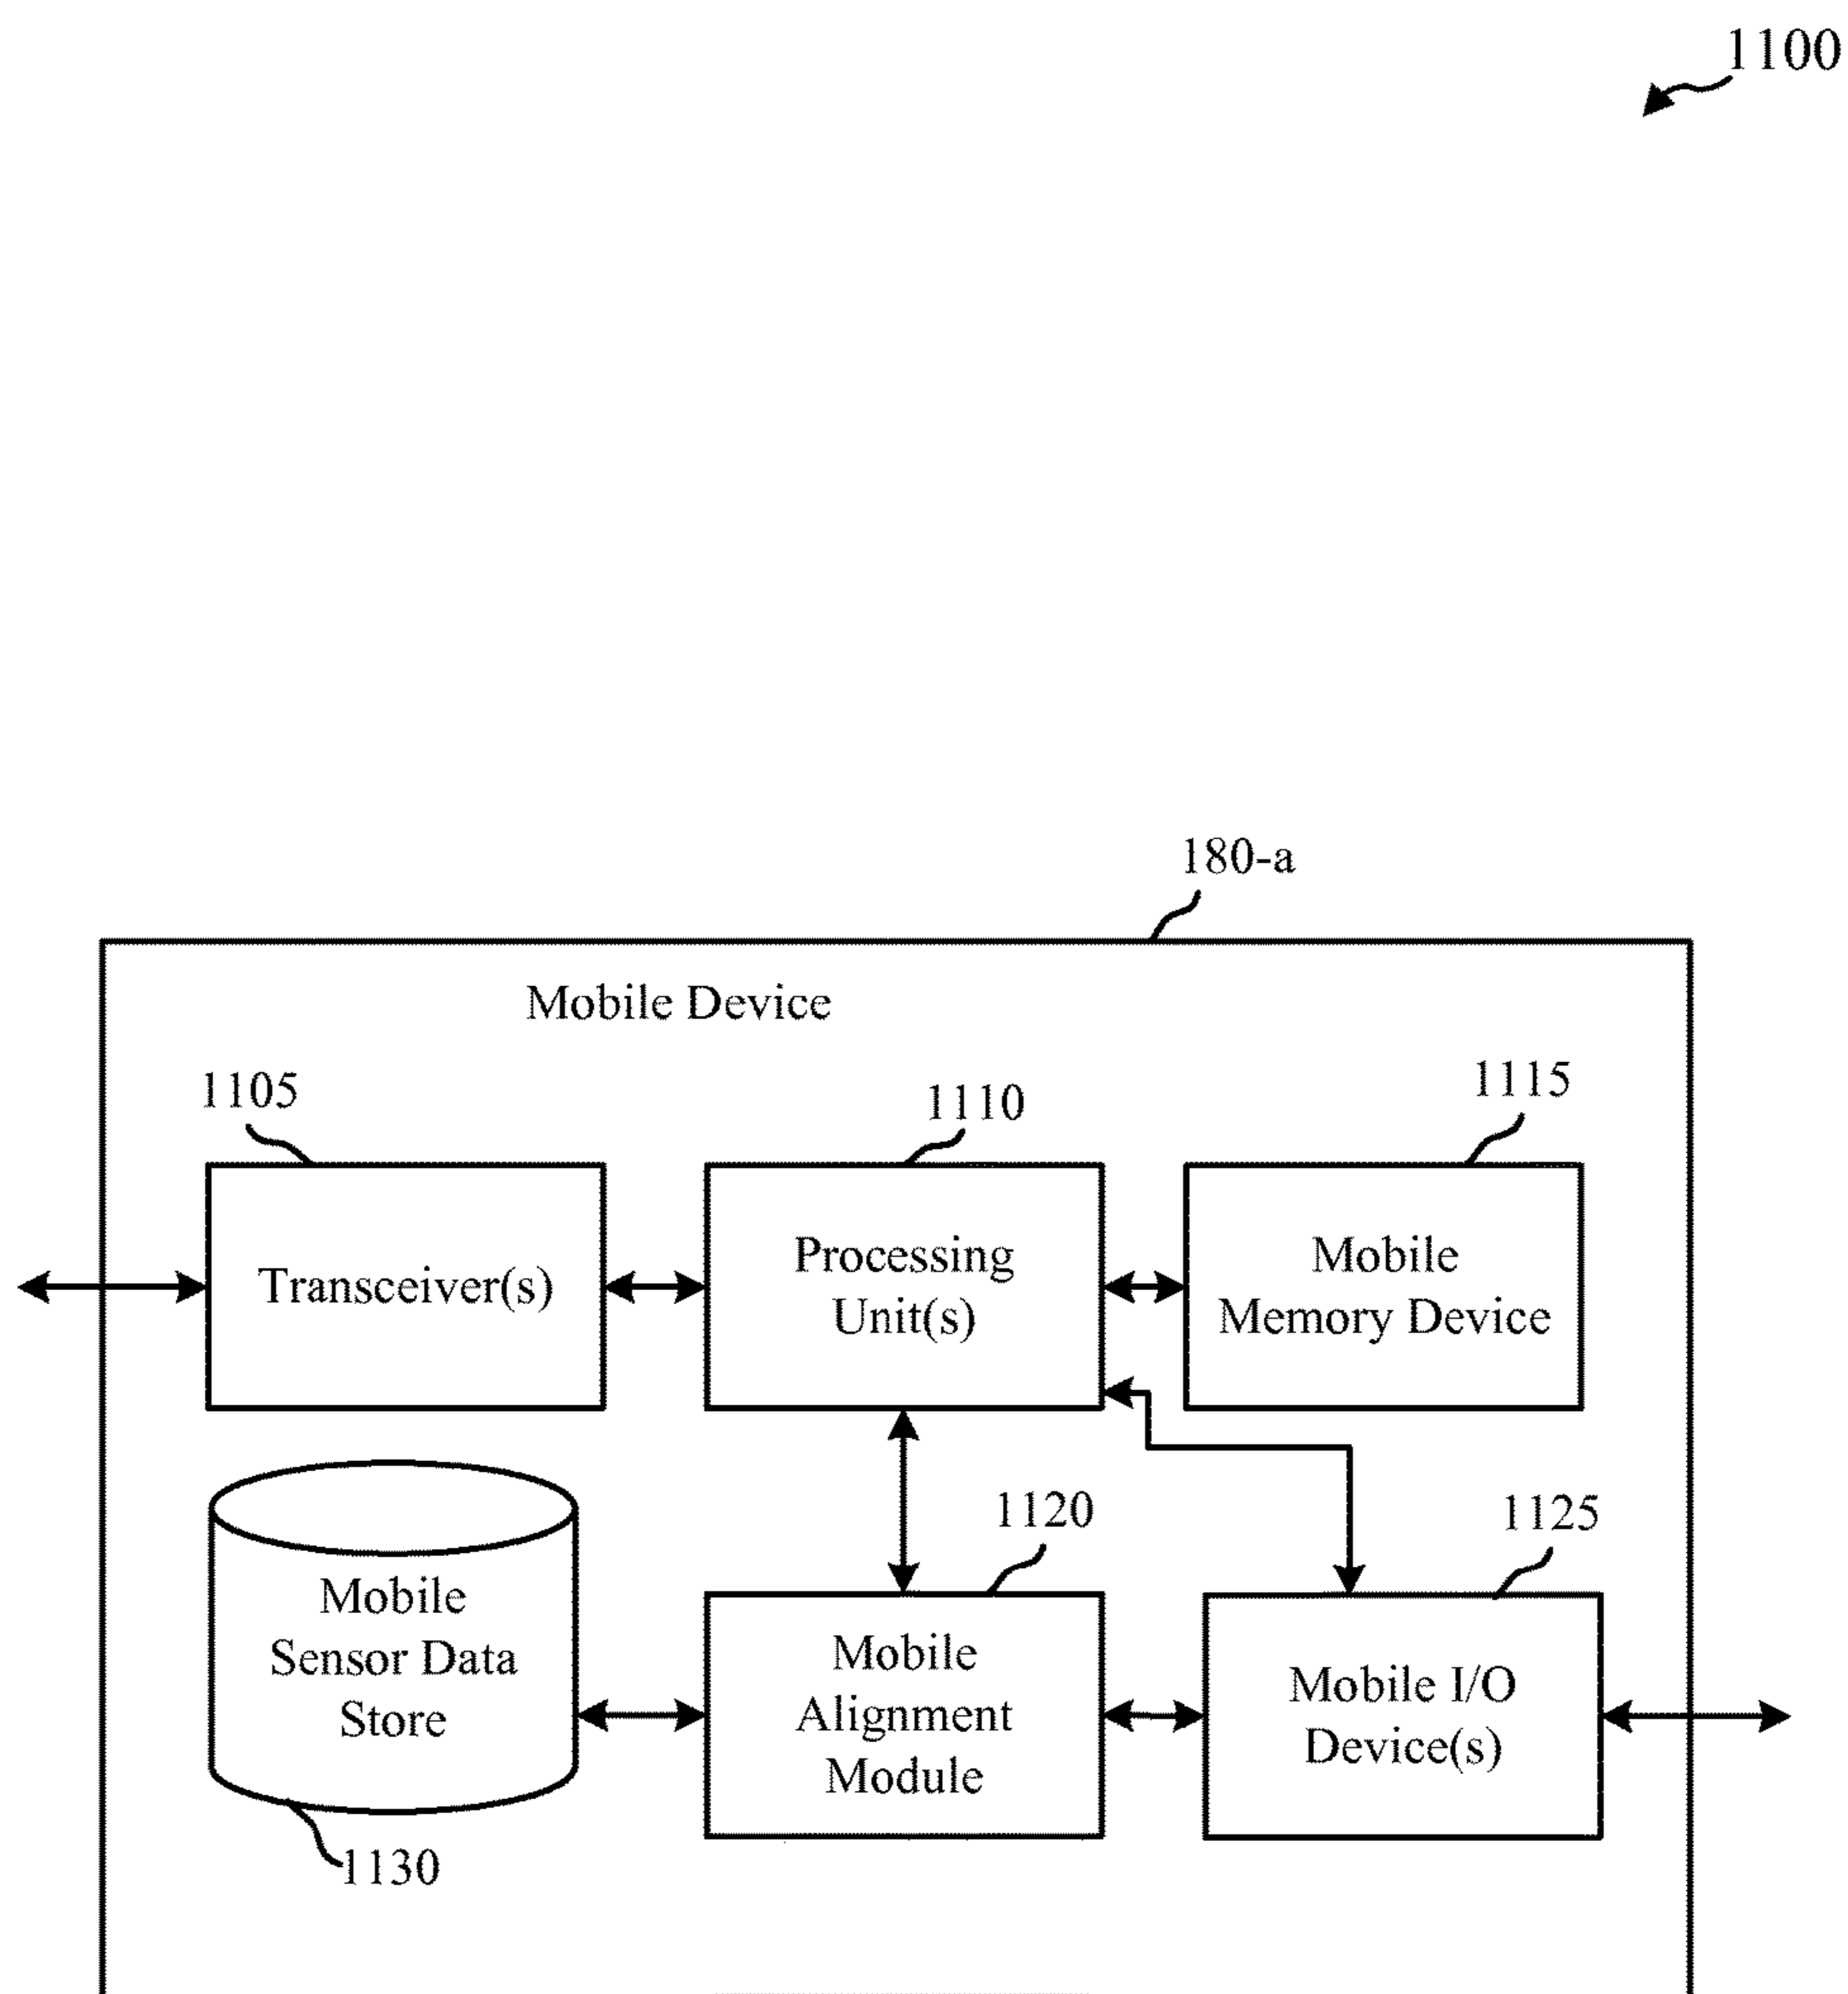 1100
180-a
Mobile Device
1105
1110
1115
Transceiver(s)
Processing
Unit(s)
Mobile
Memory Device
1120
1125
Mobile
Sensor Data
Store
Mobile
Alignment
Module
Mobile I/O
Device(s)
1130